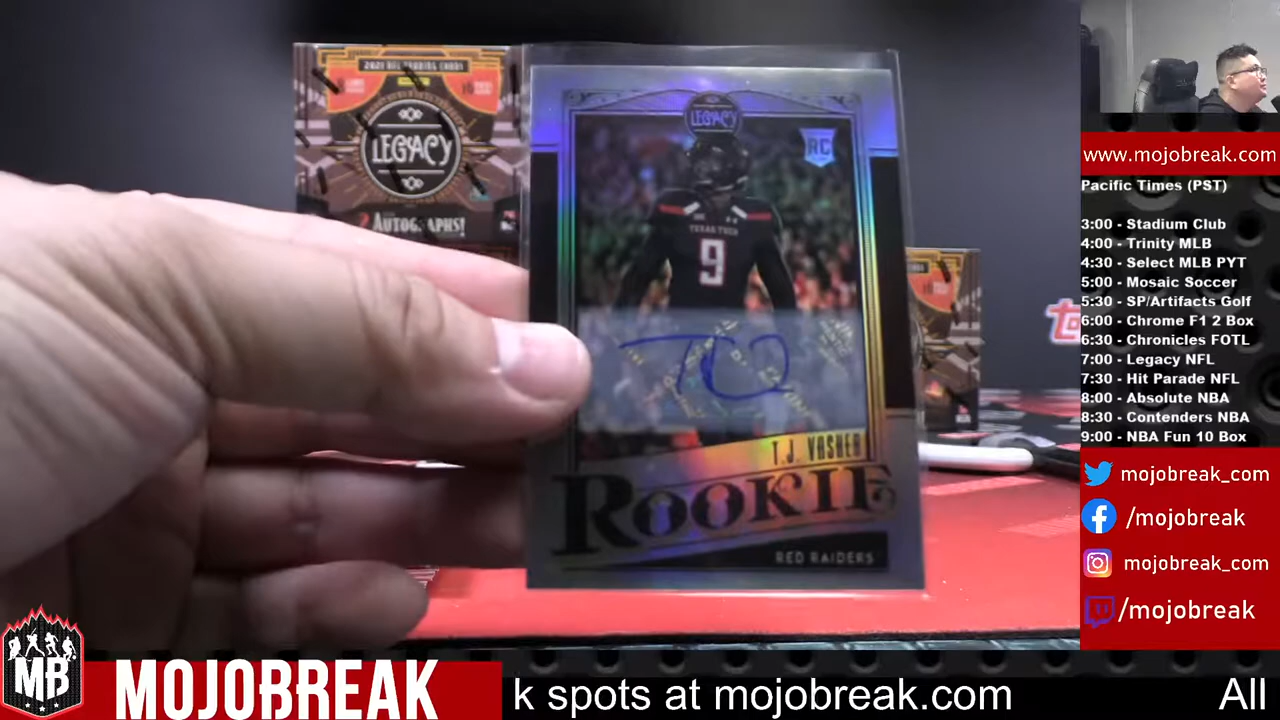 2021 NFL TRADING CARDS
LEGACY
2 AUTOGRAPHS!
LEGACY
RC
TEXAS TECH
9
T.J. VASHER
ROOKIE
RED RAIDERS
www.mojobreak.com
Pacific Times (PST)
3:00 - Stadium Club
4:00 - Trinity MLB
4:30 - Select MLB PYT
5:00 - Mosaic Soccer
5:30 - SP/Artifacts Golf
6:00 - Chrome F1 2 Box
6:30 - Chronicles FOTL
7:00 - Legacy NFL
7:30 - Hit Parade NFL
8:00 - Absolute NBA
8:30 - Contenders NBA
9:00 - NBA Fun 10 Box
mojobreak_com
/mojobreak
mojobreak_com
/mojobreak
MB
MOJOBREAK
k spots at mojobreak.com
All